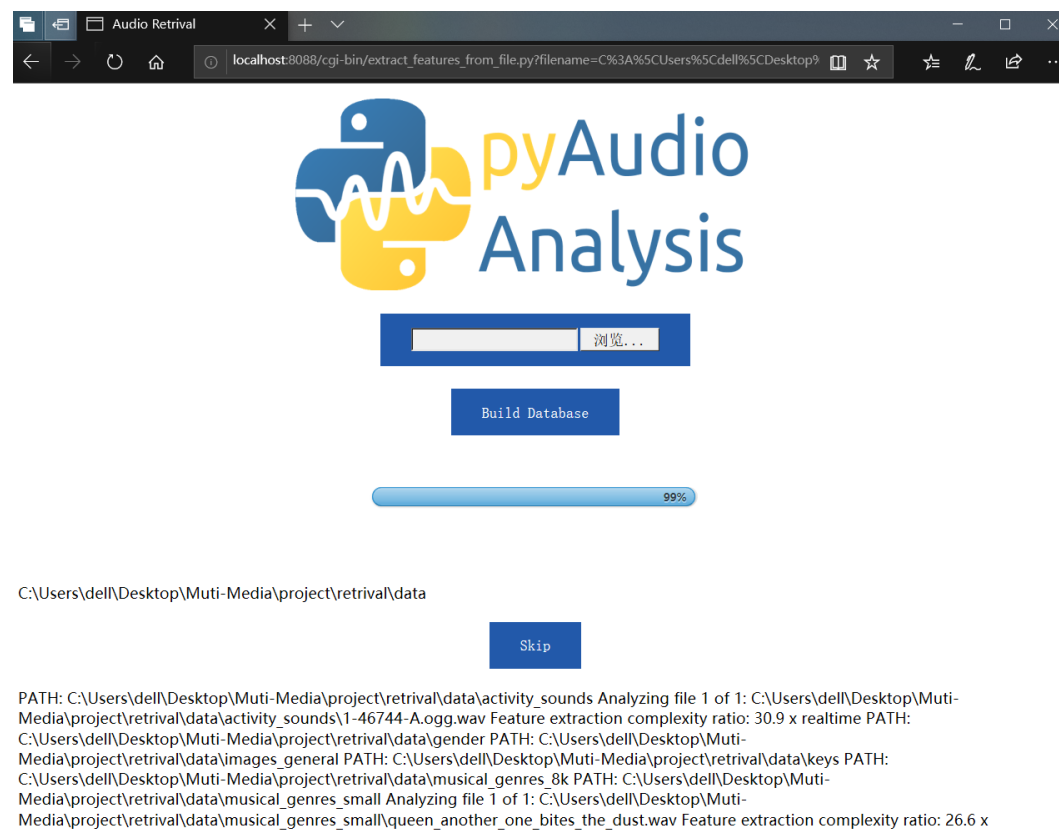 Audio Retrival
localhost:8088/cgi-bin/extract_features_from_file.py?filename=C%3A%5CUsers%5Cdell%5CDesktop%
pyAudio
Analysis
浏览...
Build Database
99%
C:\Users\dell\Desktop\Muti-Media\project\retrival\data
Skip
PATH: C:\Users\dell\Desktop\Muti-Media\project\retrival\data\activity_sounds Analyzing file 1 of 1: C:\Users\dell\Desktop\Muti-
Media\project\retrival\data\activity_sounds\1-46744-A.ogg.wav Feature extraction complexity ratio: 30.9 x realtime PATH:
C:\Users\dell\Desktop\Muti-Media\project\retrival\data\gender PATH: C:\Users\dell\Desktop\Muti-
Media\project\retrival\data\images_general PATH: C:\Users\dell\Desktop\Muti-Media\project\retrival\data\keys PATH:
C:\Users\dell\Desktop\Muti-Media\project\retrival\data\musical_genres_8k PATH: C:\Users\dell\Desktop\Muti-
Media\project\retrival\data\musical_genres_small Analyzing file 1 of 1: C:\Users\dell\Desktop\Muti-
Media\project\retrival\data\musical_genres_small\queen_another_one_bites_the_dust.wav Feature extraction complexity ratio: 26.6 x